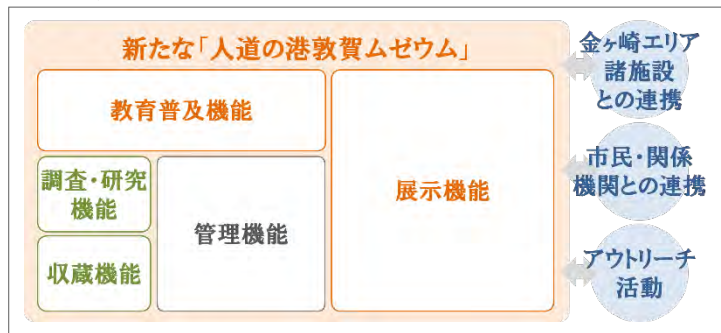 新たな「人道の港敦賀ムゼウム」
教育普及機能
調査・研究
機能
収蔵機能
管理機能
展示機能
金ヶ崎エリア
諸施設
との連携
市民・関係
機関との連携
アウトリーチ
活動